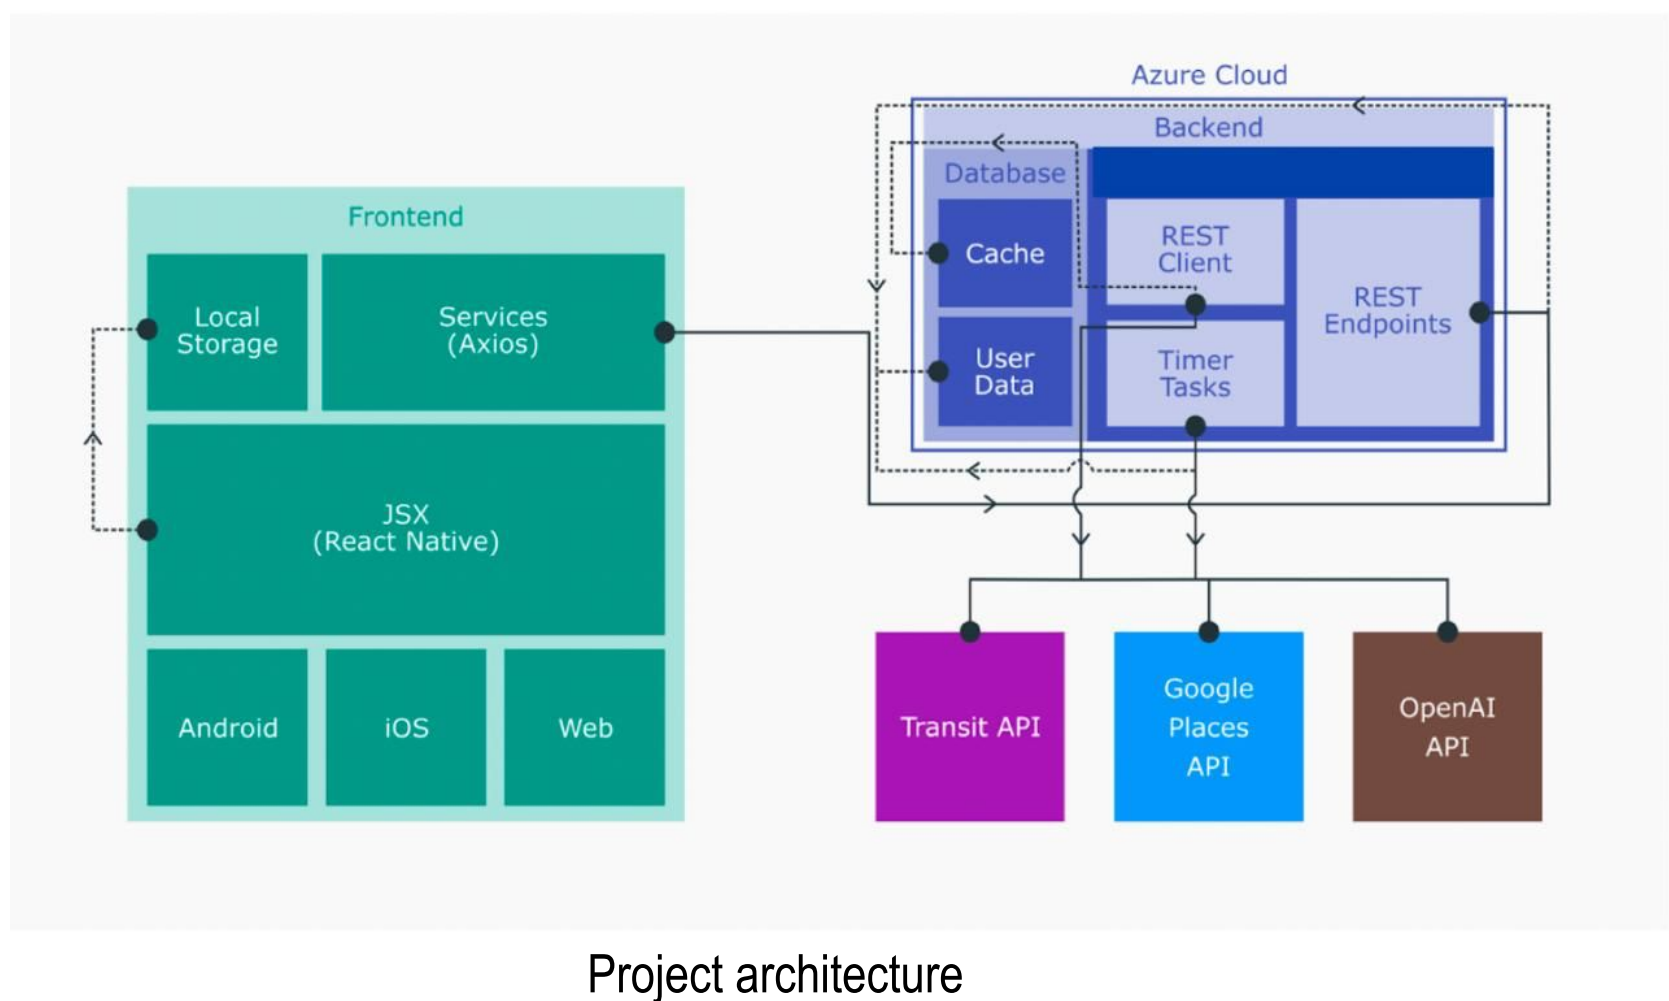 Azure Cloud
Backend
Database
Cache
User
Data
REST
Client
Timer
Tasks
REST
Endpoints
Frontend
Local
Storage
Services
(Axios)
JSX
(React Native)
Android
iOS
Web
Transit API
Google
Places
API
OpenAI
API
Project architecture